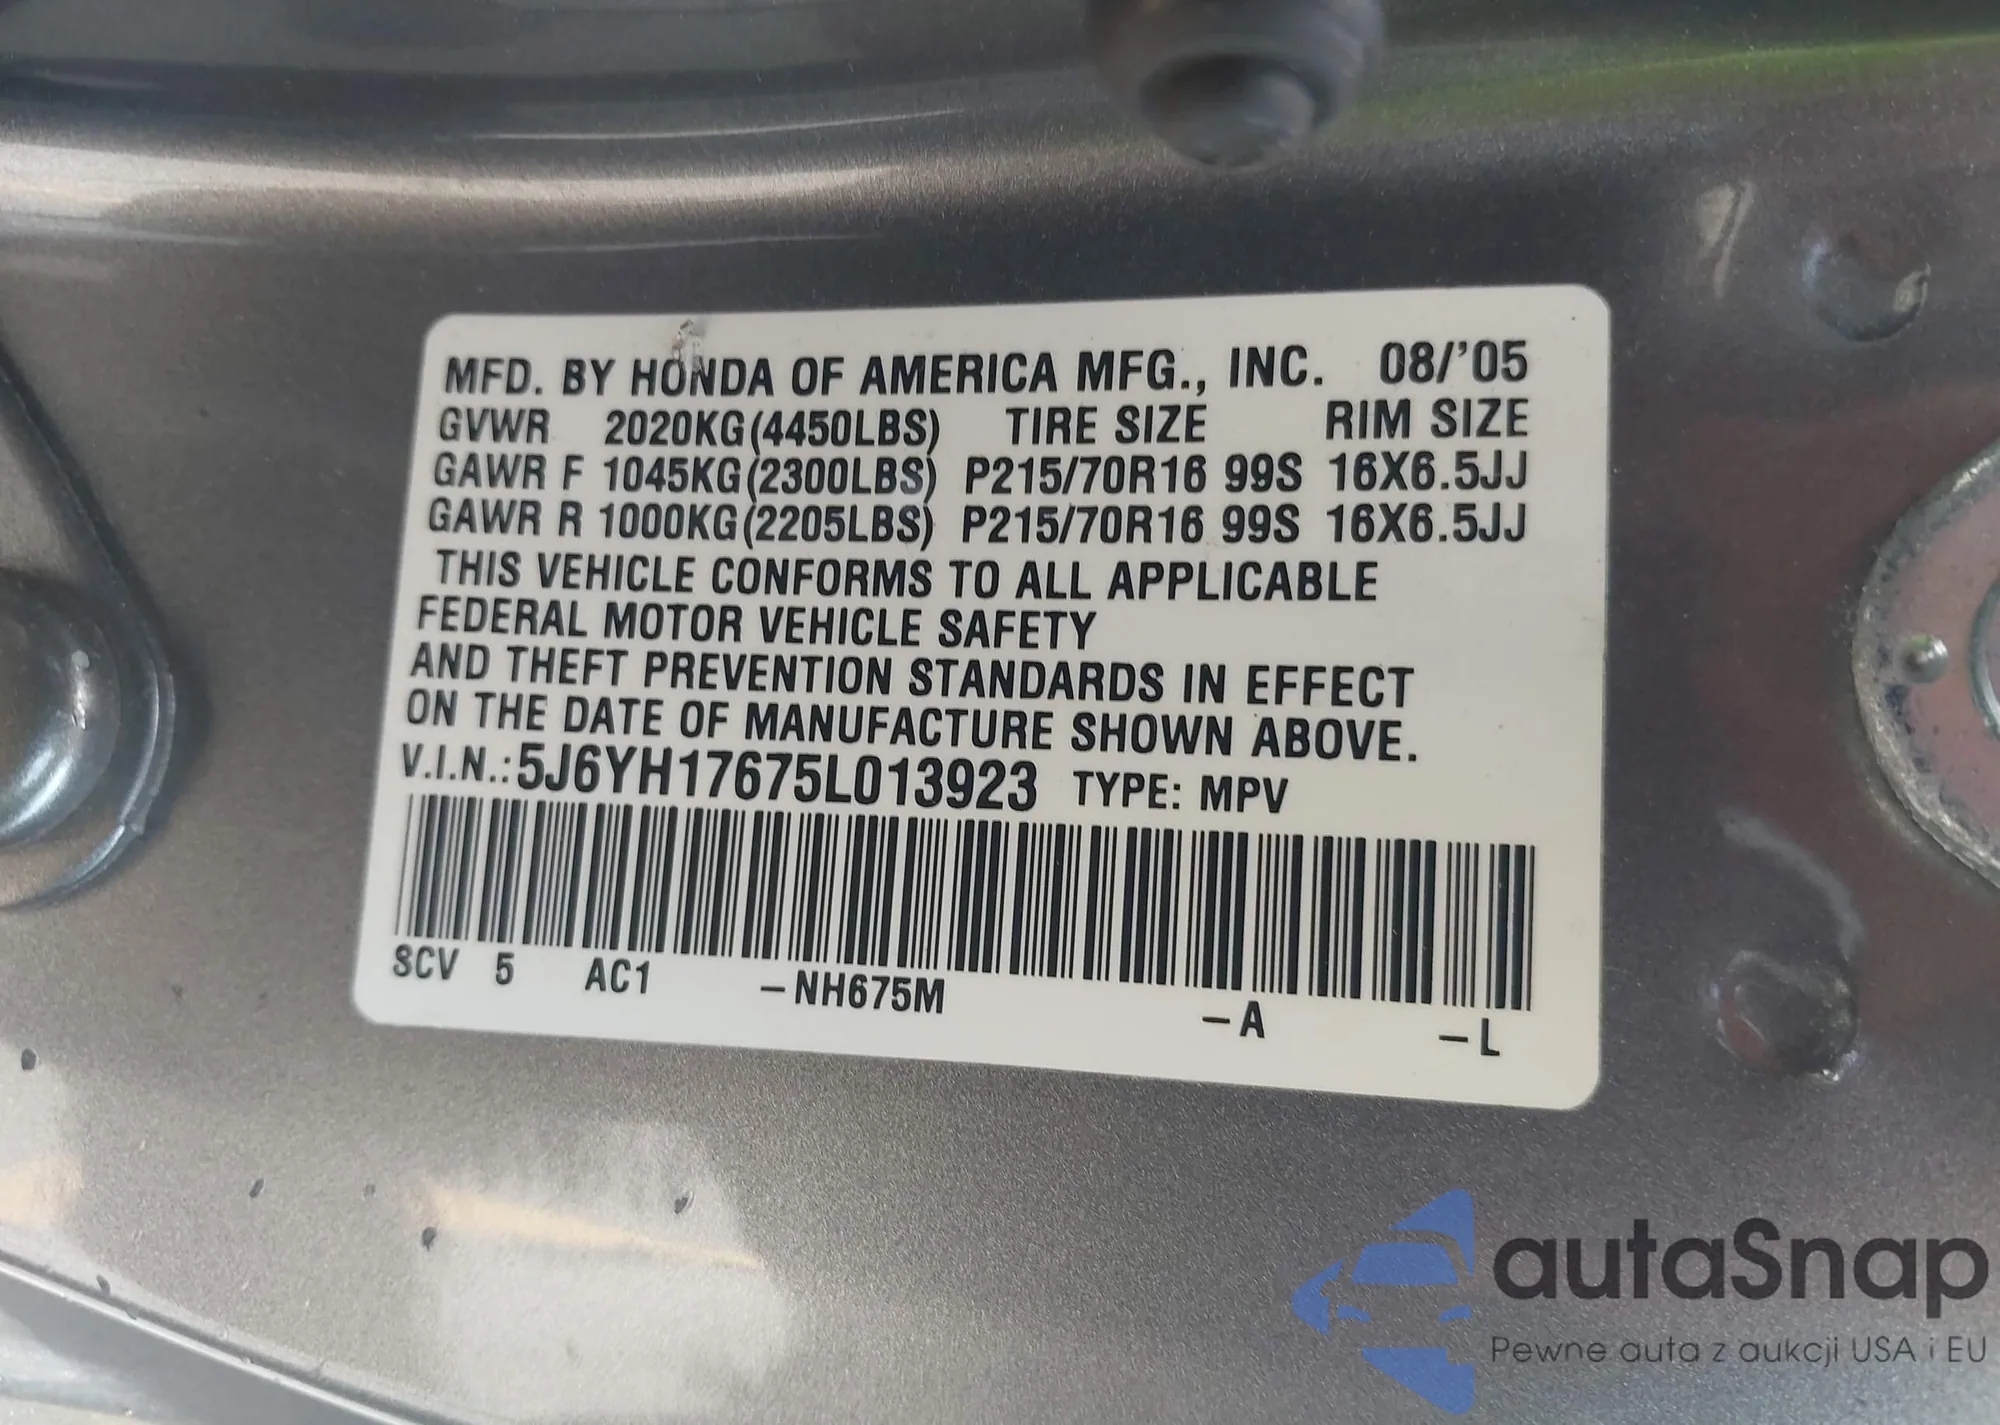 MFD. BY HONDA OF AMERICA MFG., INC. 08/'05
GVWR 2020KG(4450LBS) TIRE SIZE RIM SIZE
GAWR F 1045KG(2300LBS) P215/70R16 99S 16X6.5JJ
GAWR R 1000KG(2205LBS) P215/70R16 99S 16X6.5JJ
THIS VEHICLE CONFORMS TO ALL APPLICABLE
FEDERAL MOTOR VEHICLE SAFETY
AND THEFT PREVENTION STANDARDS IN EFFECT
ON THE DATE OF MANUFACTURE SHOWN ABOVE.
V.I.N.:5J6YH17675L013923 TYPE: MPV
SCV 5 AC1 –NH675M –A –L
autaSnap
Pewne auta z aukcji USA i EU